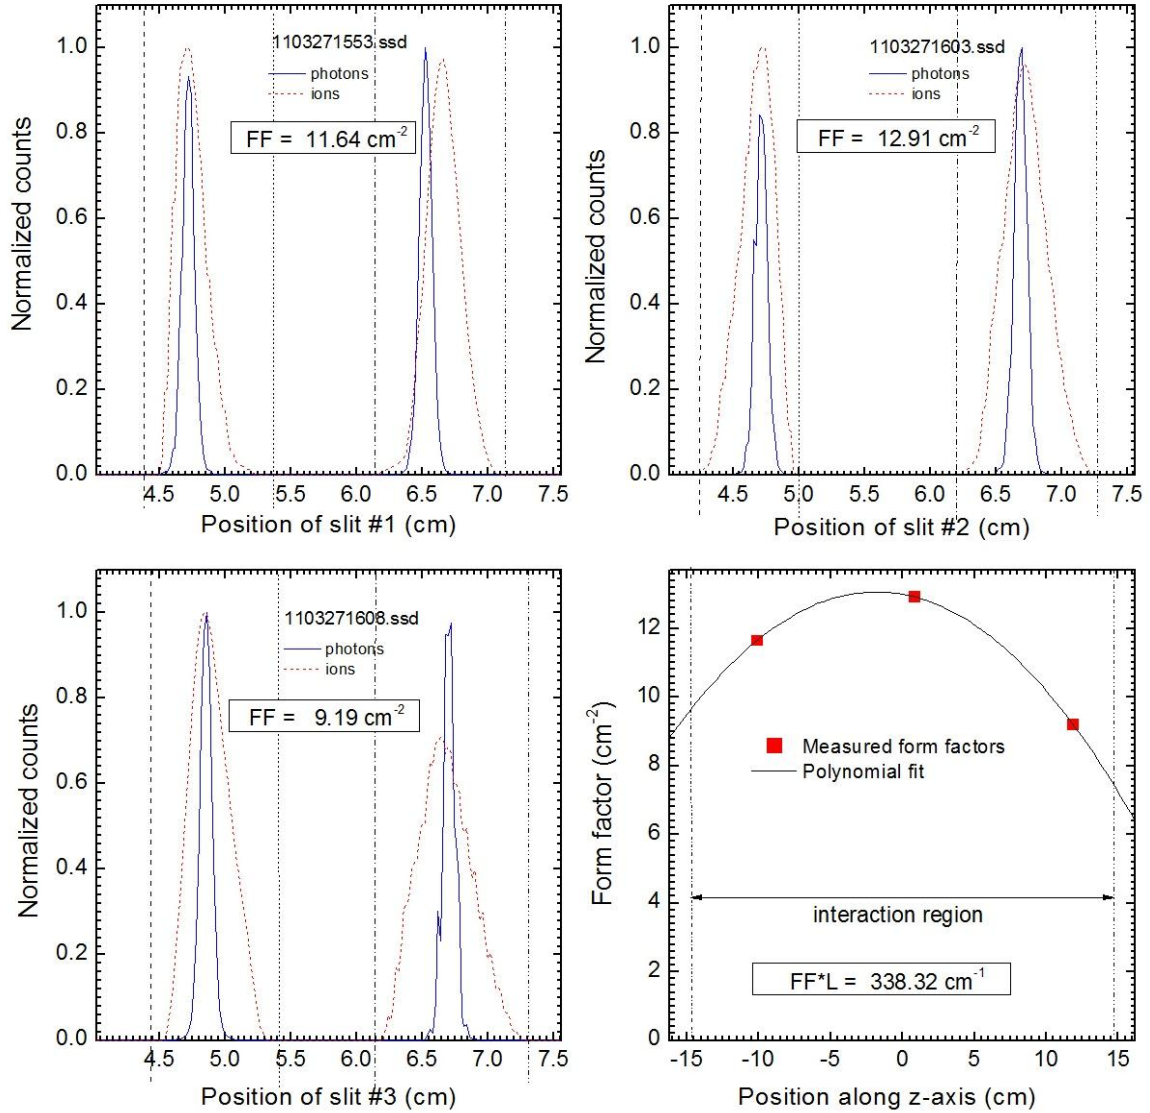 1103271553.ssd
photons
ions
FF = 11.64 cm-2
Normalized counts
1.0
0.8
0.6
0.4
0.2
0.0
4.5 5.0 5.5 6.0 6.5 7.0 7.5
Position of slit #1 (cm)
1103271603.ssd
photons
ions
FF = 12.91 cm-2
Normalized counts
1.0
0.8
0.6
0.4
0.2
0.0
4.5 5.0 5.5 6.0 6.5 7.0 7.5
Position of slit #2 (cm)
1103271608.ssd
photons
ions
FF = 9.19 cm-2
Normalized counts
1.0
0.8
0.6
0.4
0.2
0.0
4.5 5.0 5.5 6.0 6.5 7.0 7.5
Position of slit #3 (cm)
Measured form factors
Polynomial fit
interaction region
FF*L = 338.32 cm-1
Form factor (cm-2)
12
10
8
6
4
2
0
-15 -10 -5 0 5 10 15
Position along z-axis (cm)